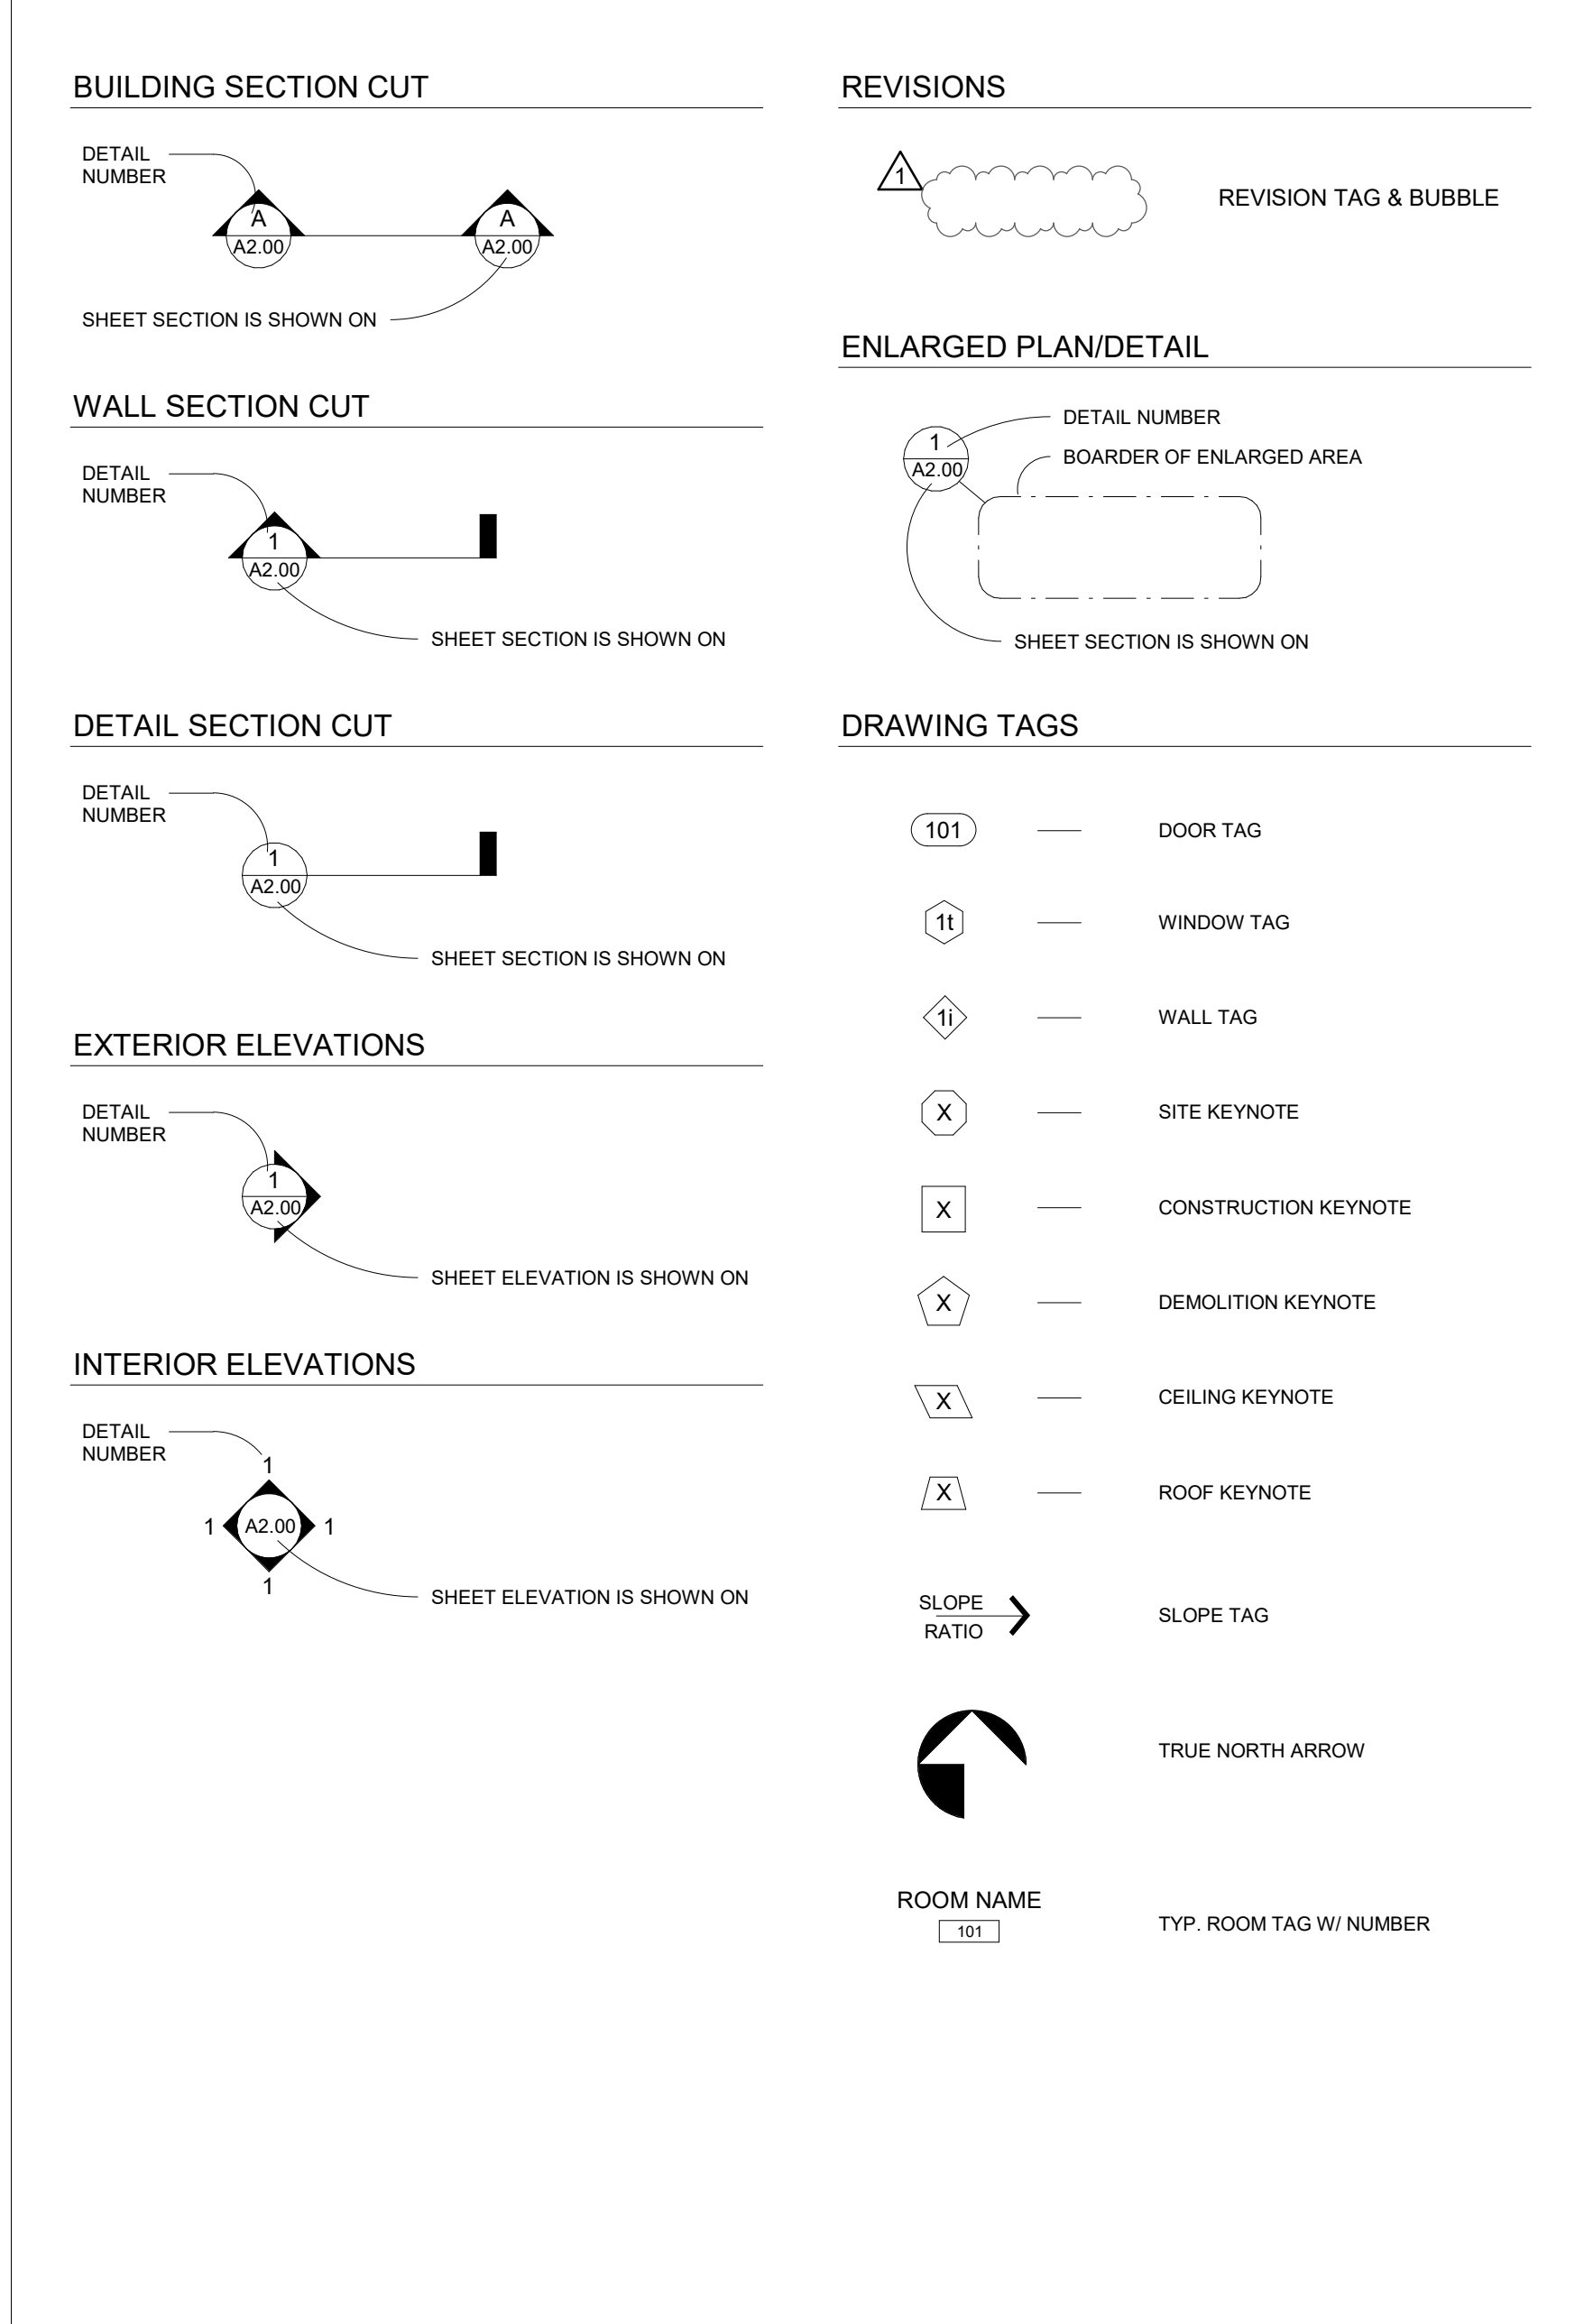 BUILDING SECTION CUT
DETAIL
NUMBER
A
A2.00
A
A2.00
SHEET SECTION IS SHOWN ON
WALL SECTION CUT
DETAIL
NUMBER
1
A2.00
SHEET SECTION IS SHOWN ON
DETAIL SECTION CUT
DETAIL
NUMBER
1
A2.00
SHEET SECTION IS SHOWN ON
EXTERIOR ELEVATIONS
DETAIL
NUMBER
1
A2.00
SHEET ELEVATION IS SHOWN ON
INTERIOR ELEVATIONS
DETAIL
NUMBER
1
1 A2.00 1
1
SHEET ELEVATION IS SHOWN ON
REVISIONS
1
REVISION TAG & BUBBLE
ENLARGED PLAN/DETAIL
DETAIL NUMBER
1
A2.00
BOARDER OF ENLARGED AREA
SHEET SECTION IS SHOWN ON
DRAWING TAGS
101 DOOR TAG
1t WINDOW TAG
1i WALL TAG
X SITE KEYNOTE
X CONSTRUCTION KEYNOTE
X DEMOLITION KEYNOTE
X CEILING KEYNOTE
X ROOF KEYNOTE
SLOPE
RATIO
SLOPE TAG
TRUE NORTH ARROW
ROOM NAME
101
TYP. ROOM TAG W/ NUMBER